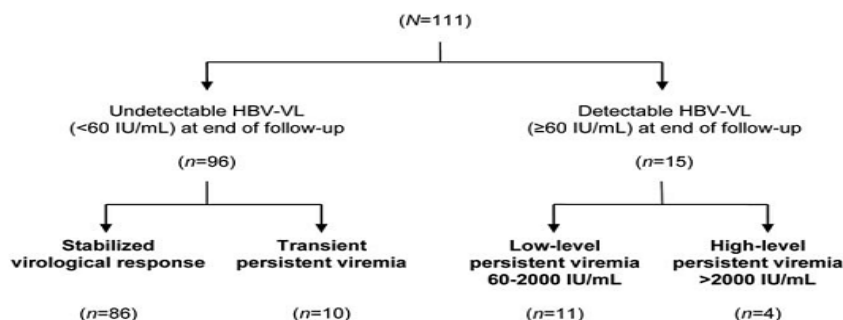 (N=111)
Undetectable HBV-VL
(<60 IU/mL) at end of follow-up
(n=96)
Detectable HBV-VL
(≥60 IU/mL) at end of follow-up
(n=15)
Stabilized
virological response
(n=86)
Transient
persistent viremia
(n=10)
Low-level
persistent viremia
60-2000 IU/mL
(n=11)
High-level
persistent viremia
>2000 IU/mL
(n=4)